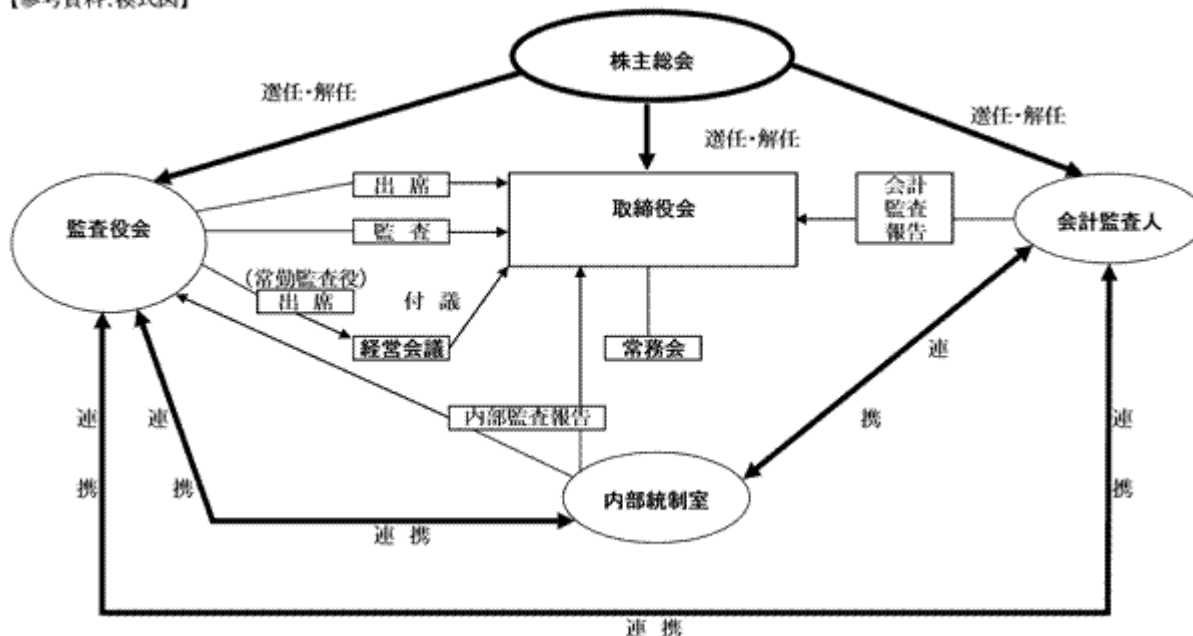 【参考資料:模式図】
株主総会
選任・解任
選任・解任
選任・解任
出 席
監 査
監査役会
取締役会
会計
監査
報告
会計監査人
(常勤監査役)
出 席
付 議
経営会議
常務会
連
携
連
携
内部監査報告
内部統制室
連
携
連
携
連 携
連 携